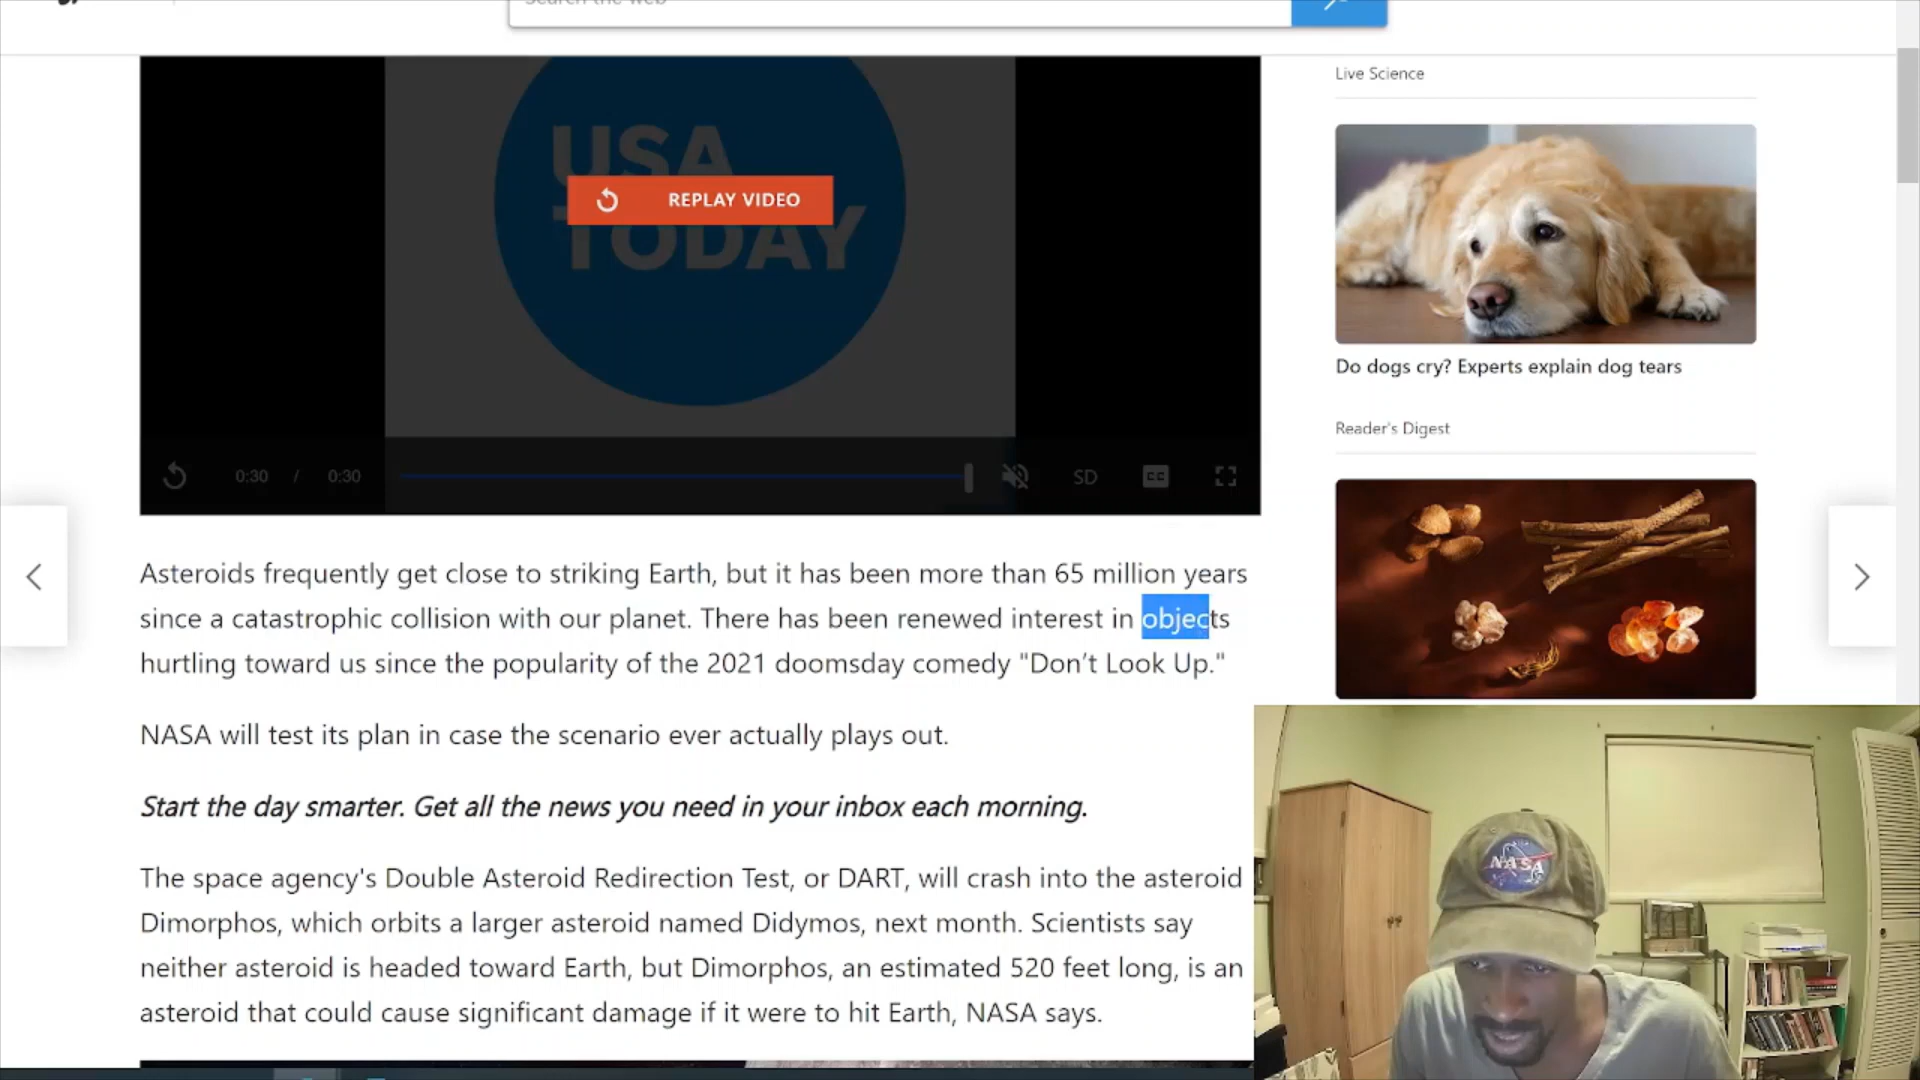 Search the web
Live Science
USA
TODAY
REPLAY VIDEO
Do dogs cry? Experts explain dog tears
Reader's Digest
0:30 / 0:30
SD
CC
Asteroids frequently get close to striking Earth, but it has been more than 65 million years
since a catastrophic collision with our planet. There has been renewed interest in objects
hurtling toward us since the popularity of the 2021 doomsday comedy "Don’t Look Up."
NASA will test its plan in case the scenario ever actually plays out.
Start the day smarter. Get all the news you need in your inbox each morning.
The space agency's Double Asteroid Redirection Test, or DART, will crash into the asteroid
Dimorphos, which orbits a larger asteroid named Didymos, next month. Scientists say
neither asteroid is headed toward Earth, but Dimorphos, an estimated 520 feet long, is an
asteroid that could cause significant damage if it were to hit Earth, NASA says.
NASA